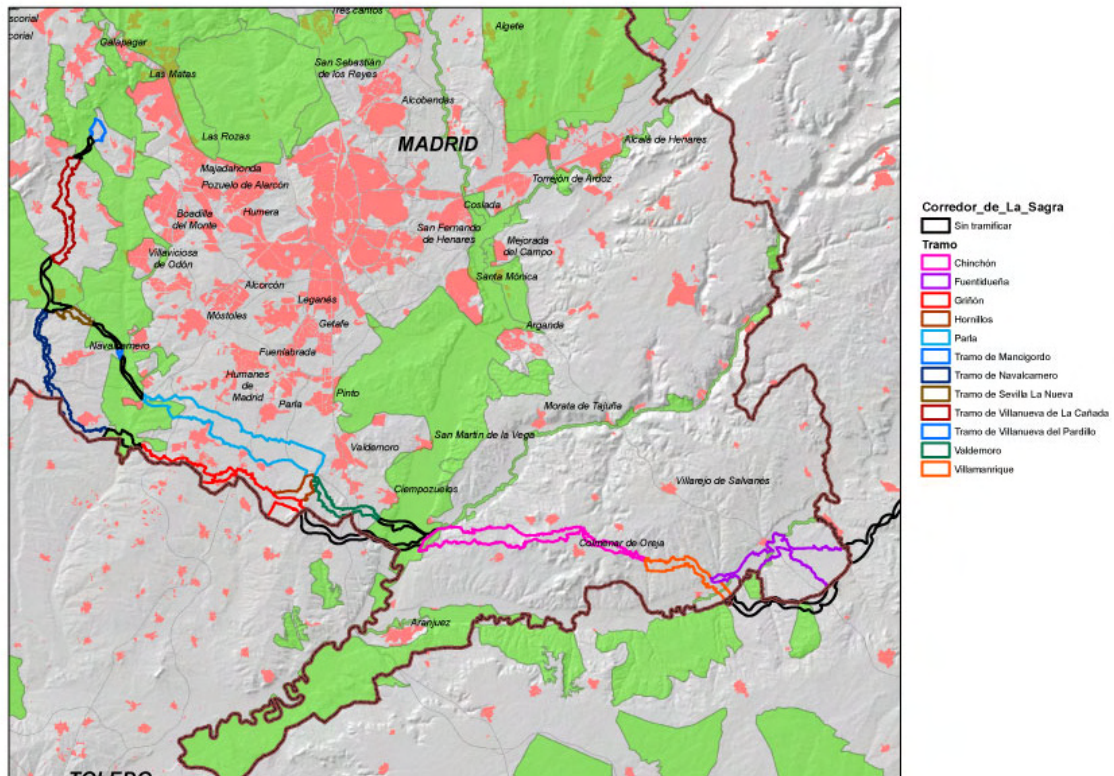 Tres cantos
escorial
Algete
corial
Galapagar
Las Matas
San Sebastián
de los Reyes
Alcobendas
Las Rozas
MADRID
Alcalá de Henares
Majadahonda
Pozuelo de Alarcón
Torrejón de Ardoz
Boadilla
del Monte
Humera
Coslada
San Fernando
de Henares
Mejorada
del Campo
Villaviciosa
de Odón
Santa Mónica
Alcorcón
Leganés
Móstoles
Getafe
Arganda
Navalcarnero
Fuenlabrada
Humanes
de
Madrid
Pinto
Parla
Morata de Tajuña
San Martín de la Vega
Valdemoro
Ciempozuelos
Villarejo de Salvanés
Colmenar de Oreja
Aranjuez
TOLEDO
Corredor_de_La_Sagra
Sin tramificar
Tramo
Chinchón
Fuentidueña
Griñón
Hornillos
Parla
Tramo de Mancigordo
Tramo de Navalcarnero
Tramo de Sevilla La Nueva
Tramo de Villanueva de La Cañada
Tramo de Villanueva del Pardillo
Valdemoro
Villamanrique